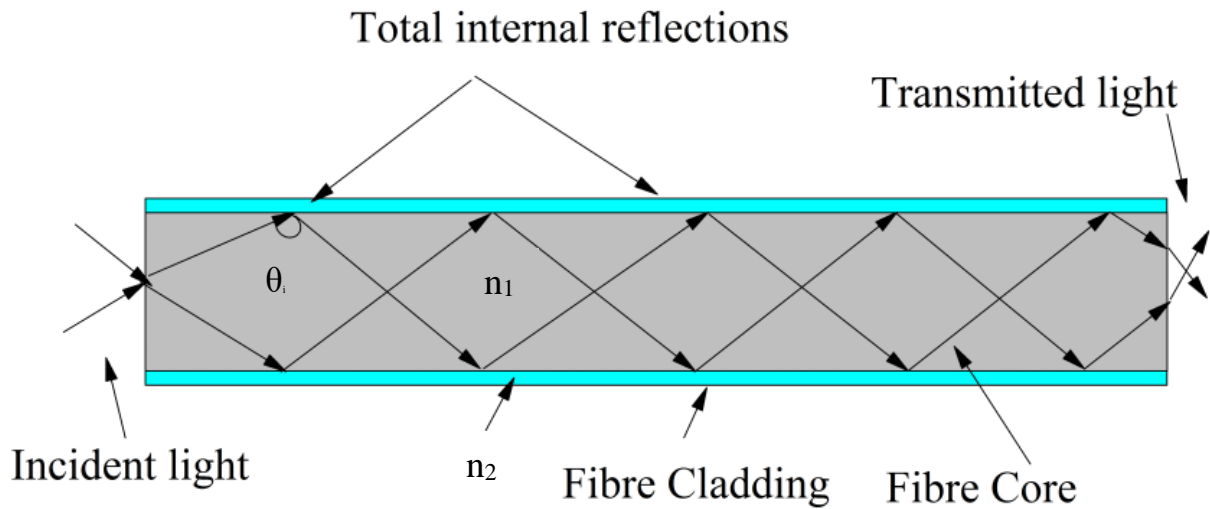 Total internal reflections
Transmitted light
θᵢ
n₁
Incident light
n₂
Fibre Cladding
Fibre Core